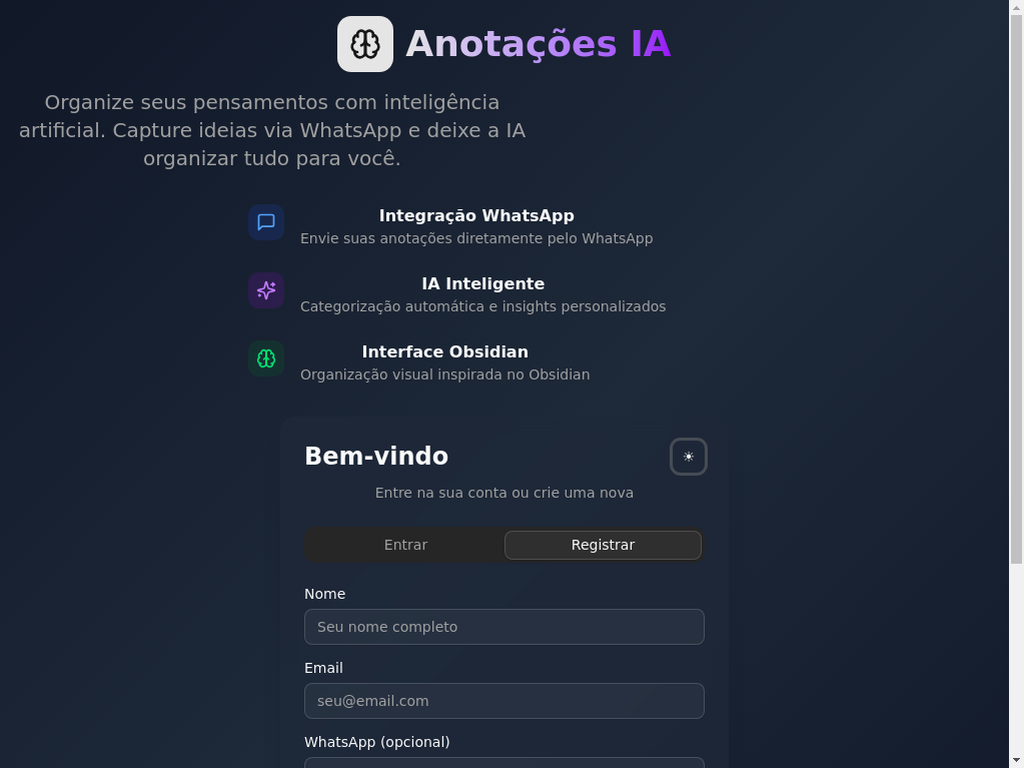 Anotações IA
Organize seus pensamentos com inteligência
artificial. Capture ideias via WhatsApp e deixe a IA
organizar tudo para você.
Integração WhatsApp
Envie suas anotações diretamente pelo WhatsApp
IA Inteligente
Categorização automática e insights personalizados
Interface Obsidian
Organização visual inspirada no Obsidian
Bem-vindo
Entre na sua conta ou crie uma nova
Entrar
Registrar
Nome
Seu nome completo
Email
seu@email.com
WhatsApp (opcional)